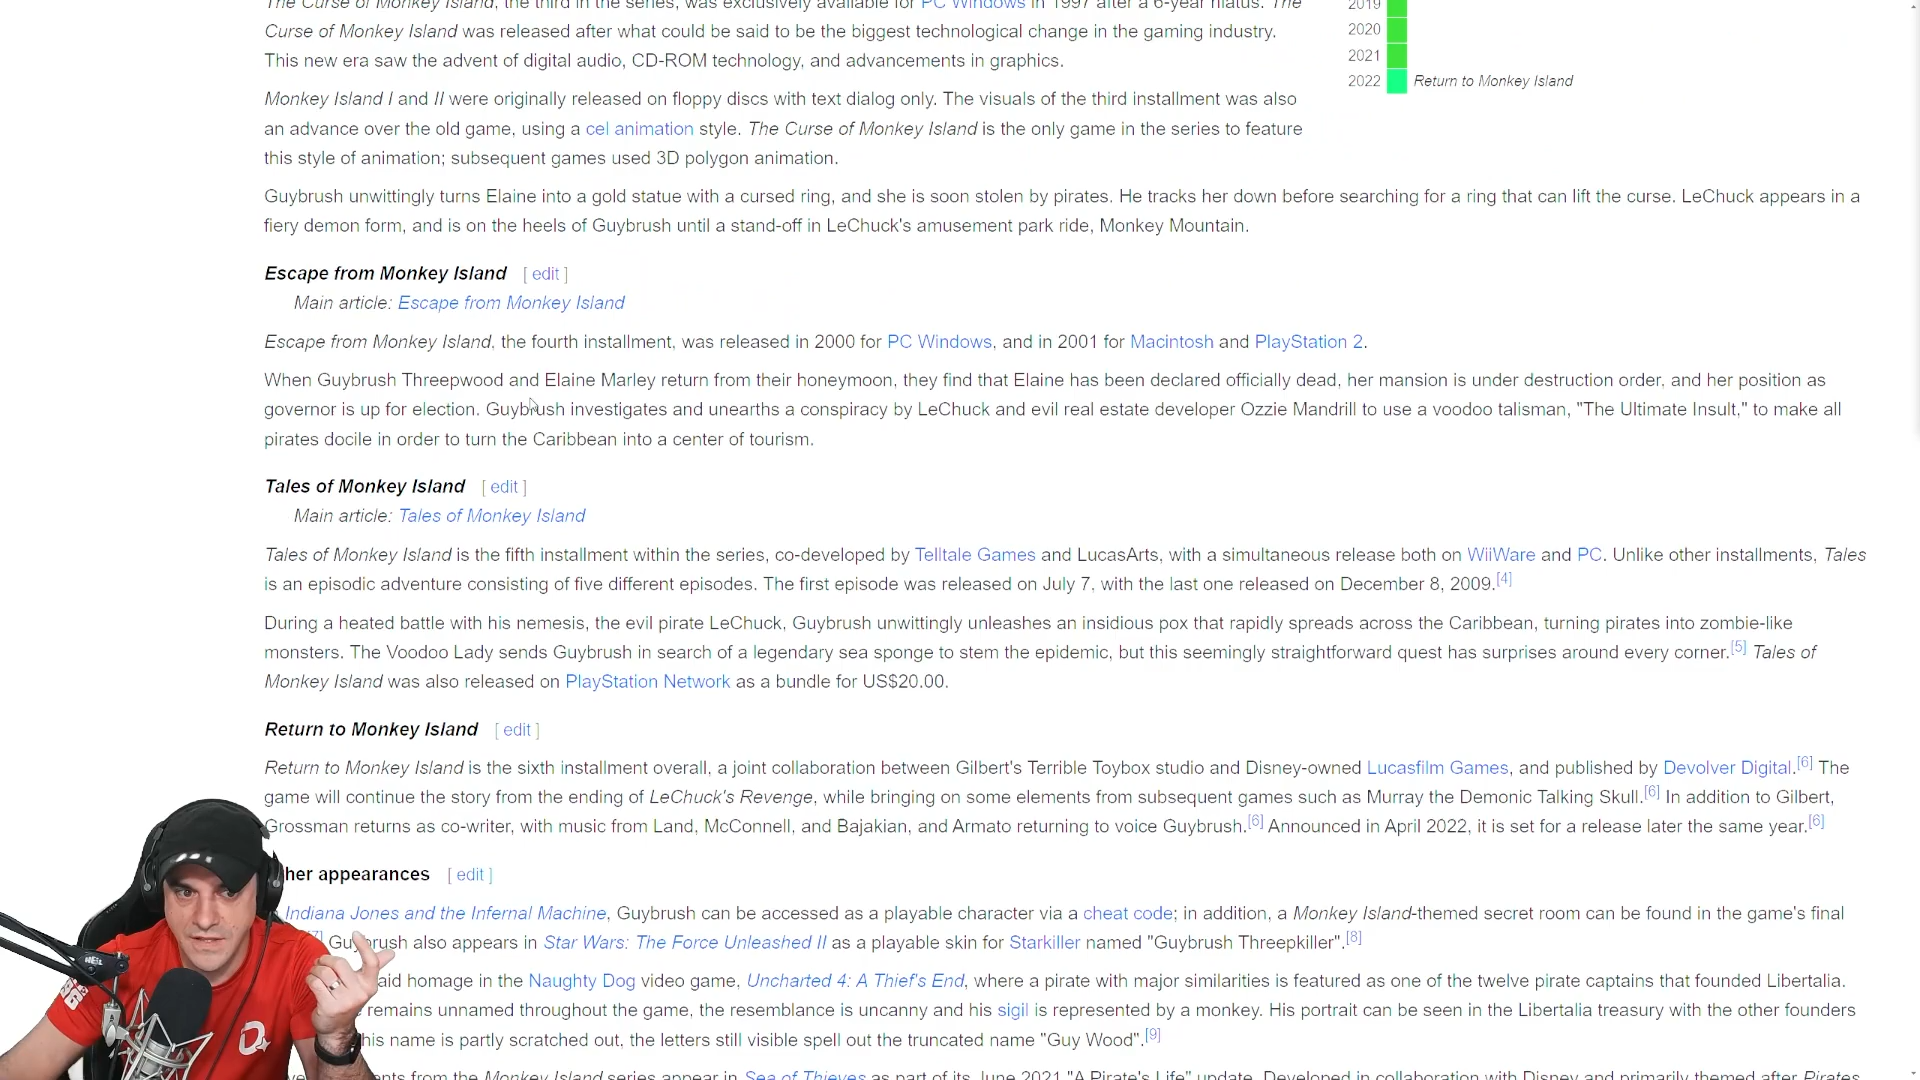 The Curse of Monkey Island, the third in the series, was exclusively available for PC Windows in 1997 after a 6-year hiatus. The
Curse of Monkey Island was released after what could be said to be the biggest technological change in the gaming industry.
This new era saw the advent of digital audio, CD-ROM technology, and advancements in graphics.
2019
2020
2021
2022 Return to Monkey Island
Monkey Island I and II were originally released on floppy discs with text dialog only. The visuals of the third installment was also
an advance over the old game, using a cel animation style. The Curse of Monkey Island is the only game in the series to feature
this style of animation; subsequent games used 3D polygon animation.
Guybrush unwittingly turns Elaine into a gold statue with a cursed ring, and she is soon stolen by pirates. He tracks her down before searching for a ring that can lift the curse. LeChuck appears in a
fiery demon form, and is on the heels of Guybrush until a stand-off in LeChuck's amusement park ride, Monkey Mountain.
Escape from Monkey Island [ edit ]
Main article: Escape from Monkey Island
Escape from Monkey Island, the fourth installment, was released in 2000 for PC Windows, and in 2001 for Macintosh and PlayStation 2.
When Guybrush Threepwood and Elaine Marley return from their honeymoon, they find that Elaine has been declared officially dead, her mansion is under destruction order, and her position as
governor is up for election. Guybrush investigates and unearths a conspiracy by LeChuck and evil real estate developer Ozzie Mandrill to use a voodoo talisman, "The Ultimate Insult," to make all
pirates docile in order to turn the Caribbean into a center of tourism.
Tales of Monkey Island [ edit ]
Main article: Tales of Monkey Island
Tales of Monkey Island is the fifth installment within the series, co-developed by Telltale Games and LucasArts, with a simultaneous release both on WiiWare and PC. Unlike other installments, Tales
is an episodic adventure consisting of five different episodes. The first episode was released on July 7, with the last one released on December 8, 2009.[4]
During a heated battle with his nemesis, the evil pirate LeChuck, Guybrush unwittingly unleashes an insidious pox that rapidly spreads across the Caribbean, turning pirates into zombie-like
monsters. The Voodoo Lady sends Guybrush in search of a legendary sea sponge to stem the epidemic, but this seemingly straightforward quest has surprises around every corner.[5] Tales of
Monkey Island was also released on PlayStation Network as a bundle for US$20.00.
Return to Monkey Island [ edit ]
Return to Monkey Island is the sixth installment overall, a joint collaboration between Gilbert's Terrible Toybox studio and Disney-owned Lucasfilm Games, and published by Devolver Digital.[6] The
game will continue the story from the ending of LeChuck's Revenge, while bringing on some elements from subsequent games such as Murray the Demonic Talking Skull.[6] In addition to Gilbert,
Grossman returns as co-writer, with music from Land, McConnell, and Bajakian, and Armato returning to voice Guybrush.[6] Announced in April 2022, it is set for a release later the same year.[6]
her appearances [ edit ]
Indiana Jones and the Infernal Machine, Guybrush can be accessed as a playable character via a cheat code; in addition, a Monkey Island-themed secret room can be found in the game's final
[7] Guybrush also appears in Star Wars: The Force Unleashed II as a playable skin for Starkiller named "Guybrush Threepkiller".[8]
aid homage in the Naughty Dog video game, Uncharted 4: A Thief's End, where a pirate with major similarities is featured as one of the twelve pirate captains that founded Libertalia.
remains unnamed throughout the game, the resemblance is uncanny and his sigil is represented by a monkey. His portrait can be seen in the Libertalia treasury with the other founders
his name is partly scratched out, the letters still visible spell out the truncated name "Guy Wood".[9]
ents from the Monkey Island series appear in Sea of Thieves as part of its June 2021 "A Pirate's Life" update. Developed in collaboration with Disney and primarily themed after Pirates